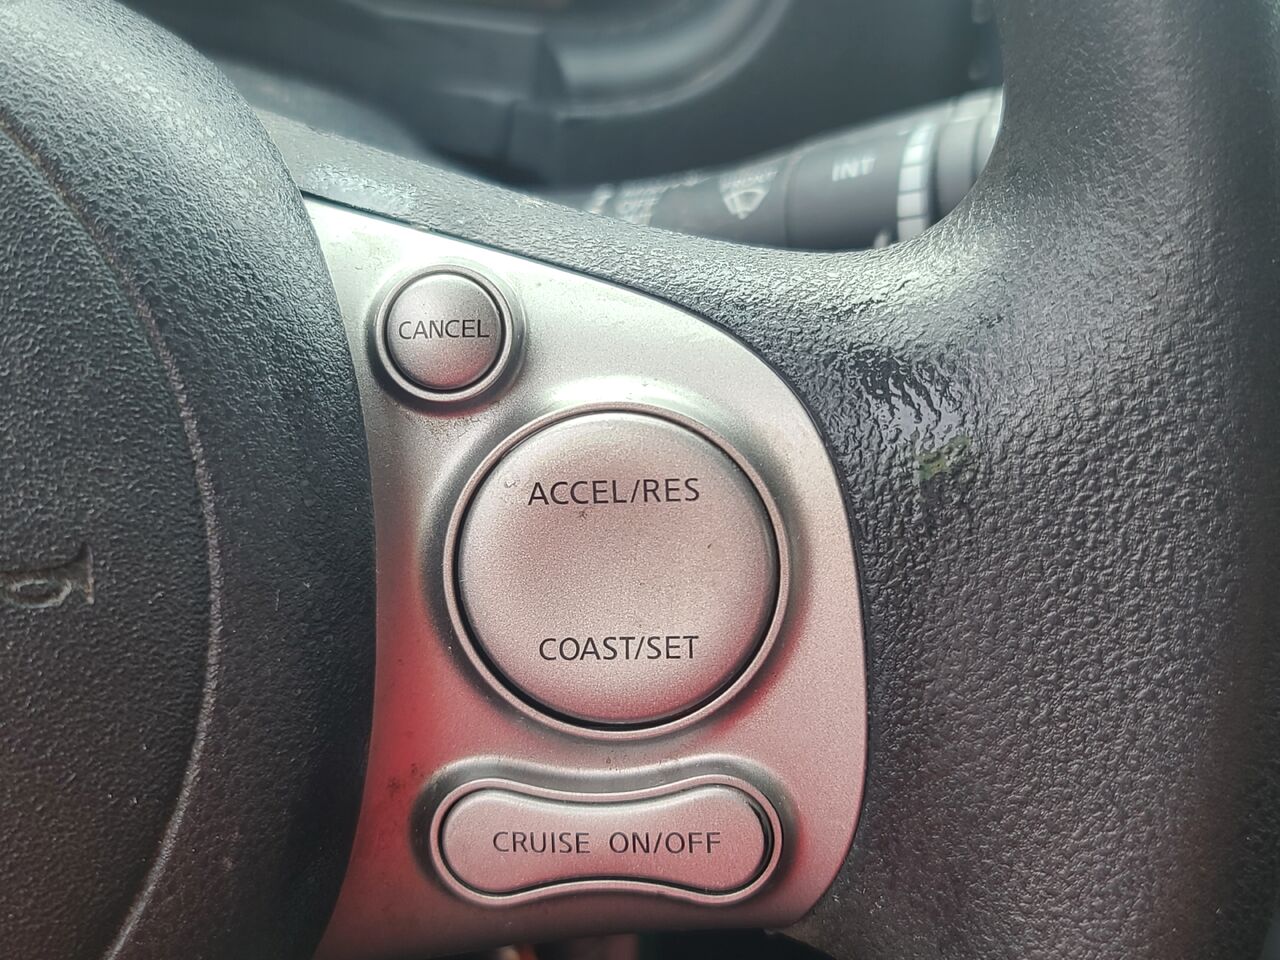 INT
CANCEL
ACCEL/RES
COAST/SET
CRUISE ON/OFF